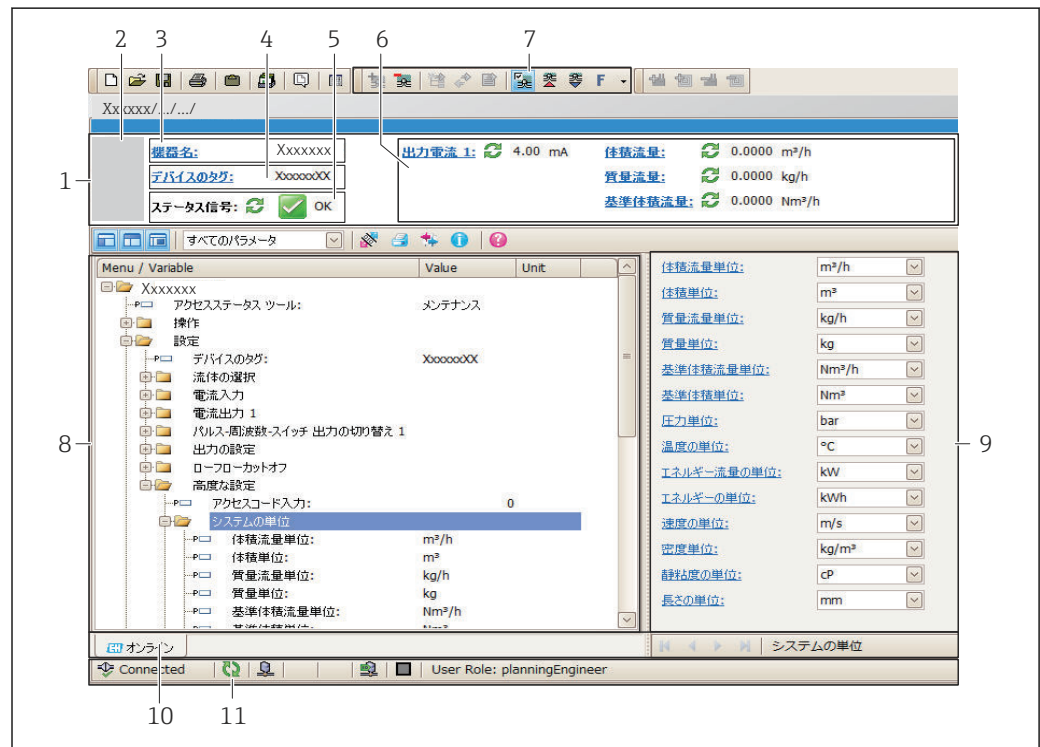 2 3 4 5 6 7
F
Xxxxxx/.../.../
1
機器名: Xxxxxxx
デバイスのタグ: XxxxxxXX
ステータス信号: OK
出力電流 1: 4.00 mA
体積流量: 0.0000 m³/h
質量流量: 0.0000 kg/h
基準体積流量: 0.0000 Nm³/h
すべてのパラメータ
8
Menu / Variable Value Unit
Xxxxxxx
P アクセスステータス ツール: メンテナンス
操作
設定
P デバイスのタグ: XxxxxxXX
流体の選択
電流入力
電流出力 1
パルス-周波数-スイッチ 出力の切り替え 1
出力の設定
ローフローカットオフ
高度な設定
P アクセスコード入力: 0
システムの単位
P 体積流量単位: m³/h
P 体積単位: m³
P 質量流量単位: kg/h
P 質量単位: kg
P 基準体積流量単位: Nm³/h
9
体積流量単位: m³/h
体積単位: m³
質量流量単位: kg/h
質量単位: kg
基準体積流量単位: Nm³/h
基準体積単位: Nm³
圧力単位: bar
温度の単位: °C
エネルギー流量の単位: kW
エネルギーの単位: kWh
速度の単位: m/s
密度単位: kg/m³
静粘度の単位: cP
長さの単位: mm
オンライン
システムの単位
Connected
User Role: planningEngineer
10 11